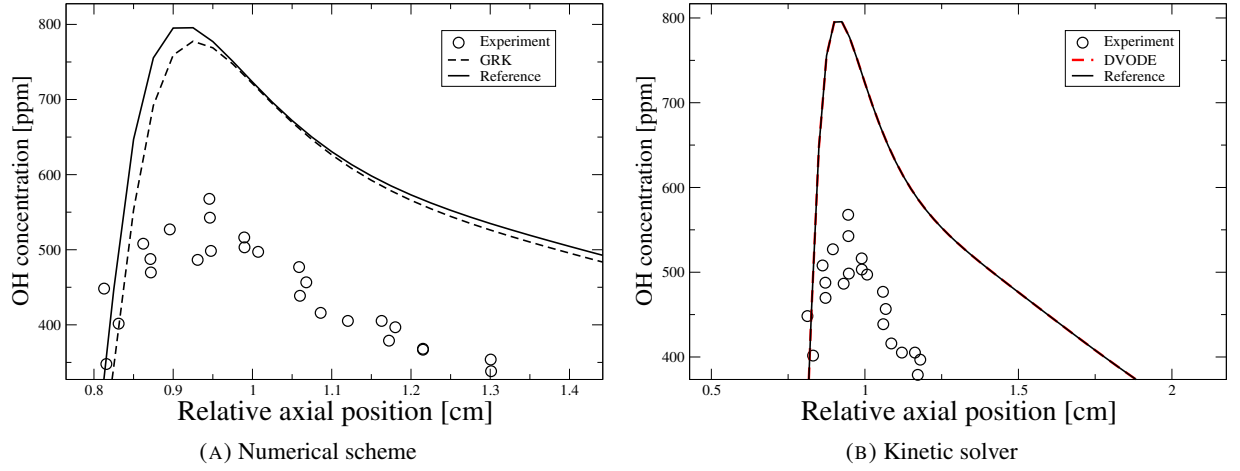 800
700
600
500
400
OH concentration [ppm]
0.8 0.9 1 1.1 1.2 1.3 1.4
Relative axial position [cm]
Experiment
GRK
Reference
(A) Numerical scheme
800
700
600
500
400
OH concentration [ppm]
0.5 1 1.5 2
Relative axial position [cm]
Experiment
DVODE
Reference
(B) Kinetic solver